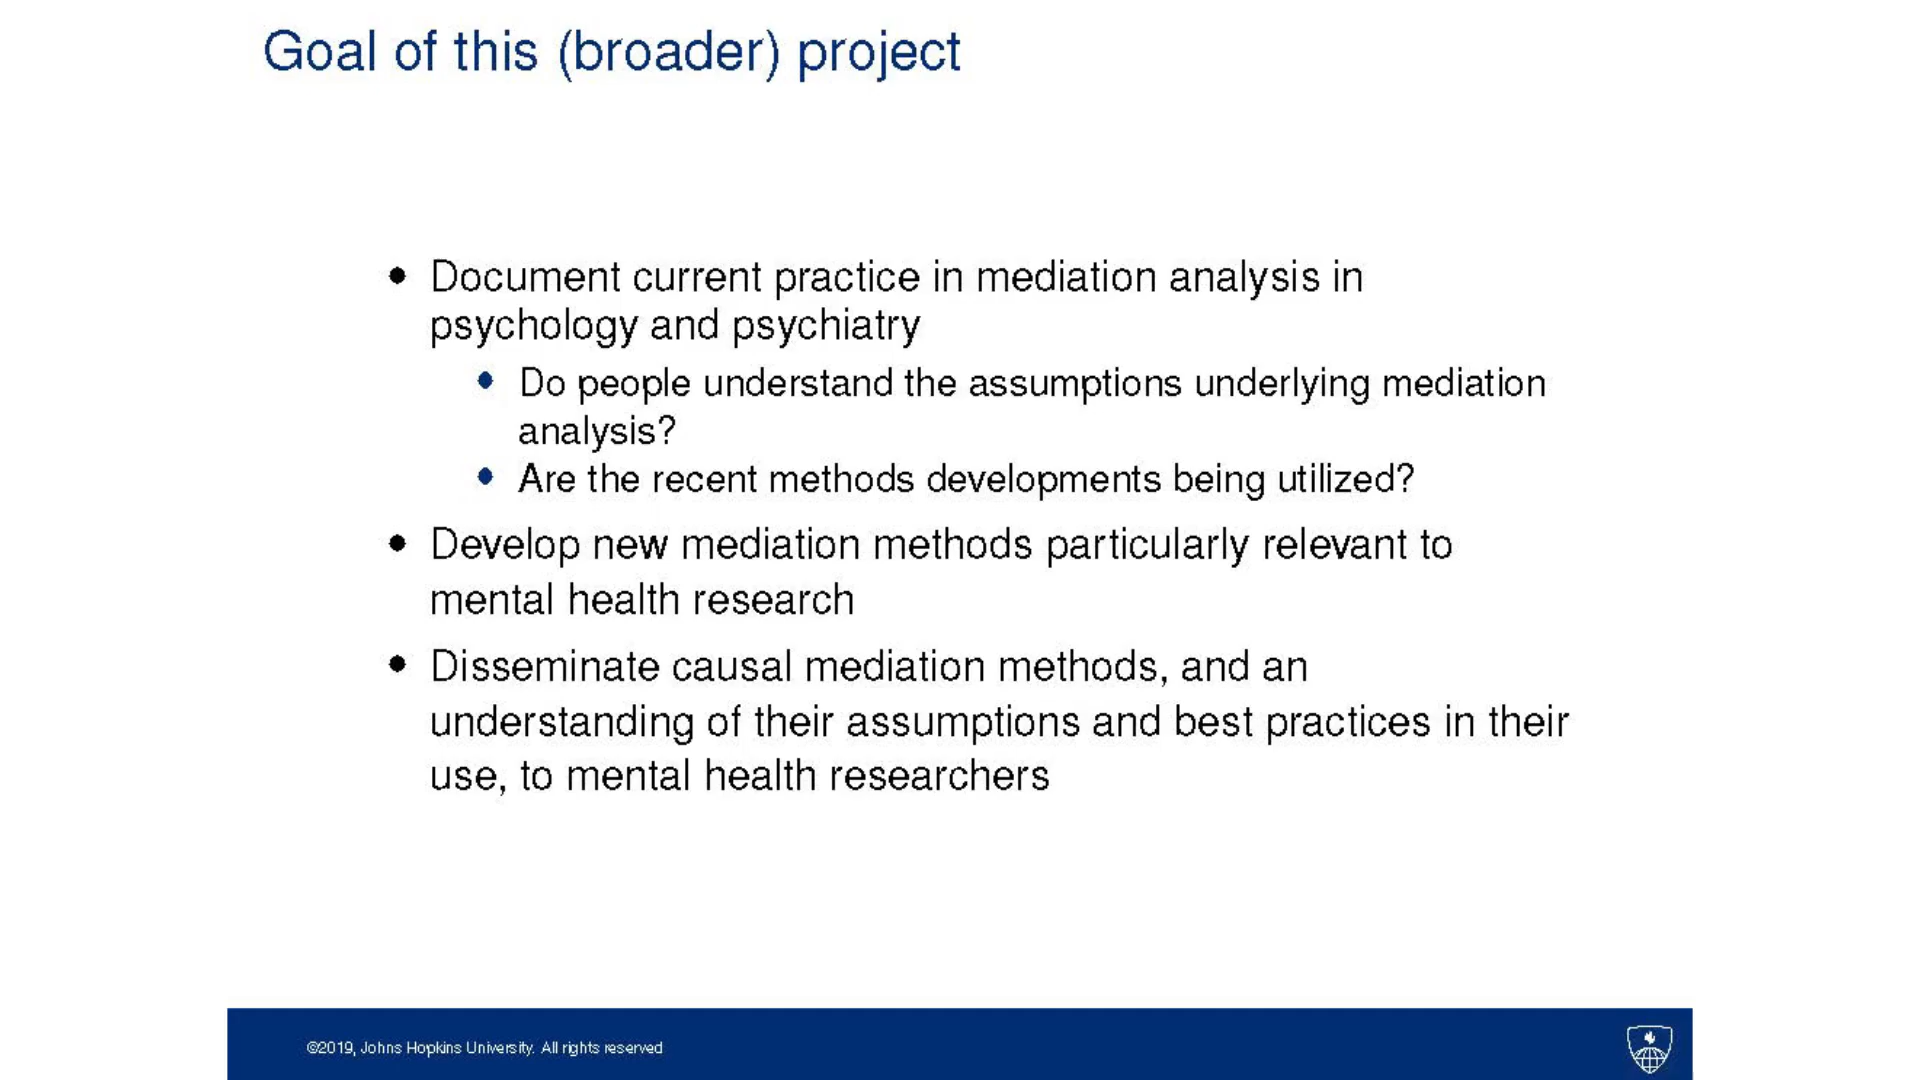 Goal of this (broader) project
• Document current practice in mediation analysis in
psychology and psychiatry
• Do people understand the assumptions underlying mediation
analysis?
• Are the recent methods developments being utilized?
• Develop new mediation methods particularly relevant to
mental health research
• Disseminate causal mediation methods, and an
understanding of their assumptions and best practices in their
use, to mental health researchers
©2019, Johns Hopkins University. All rights reserved